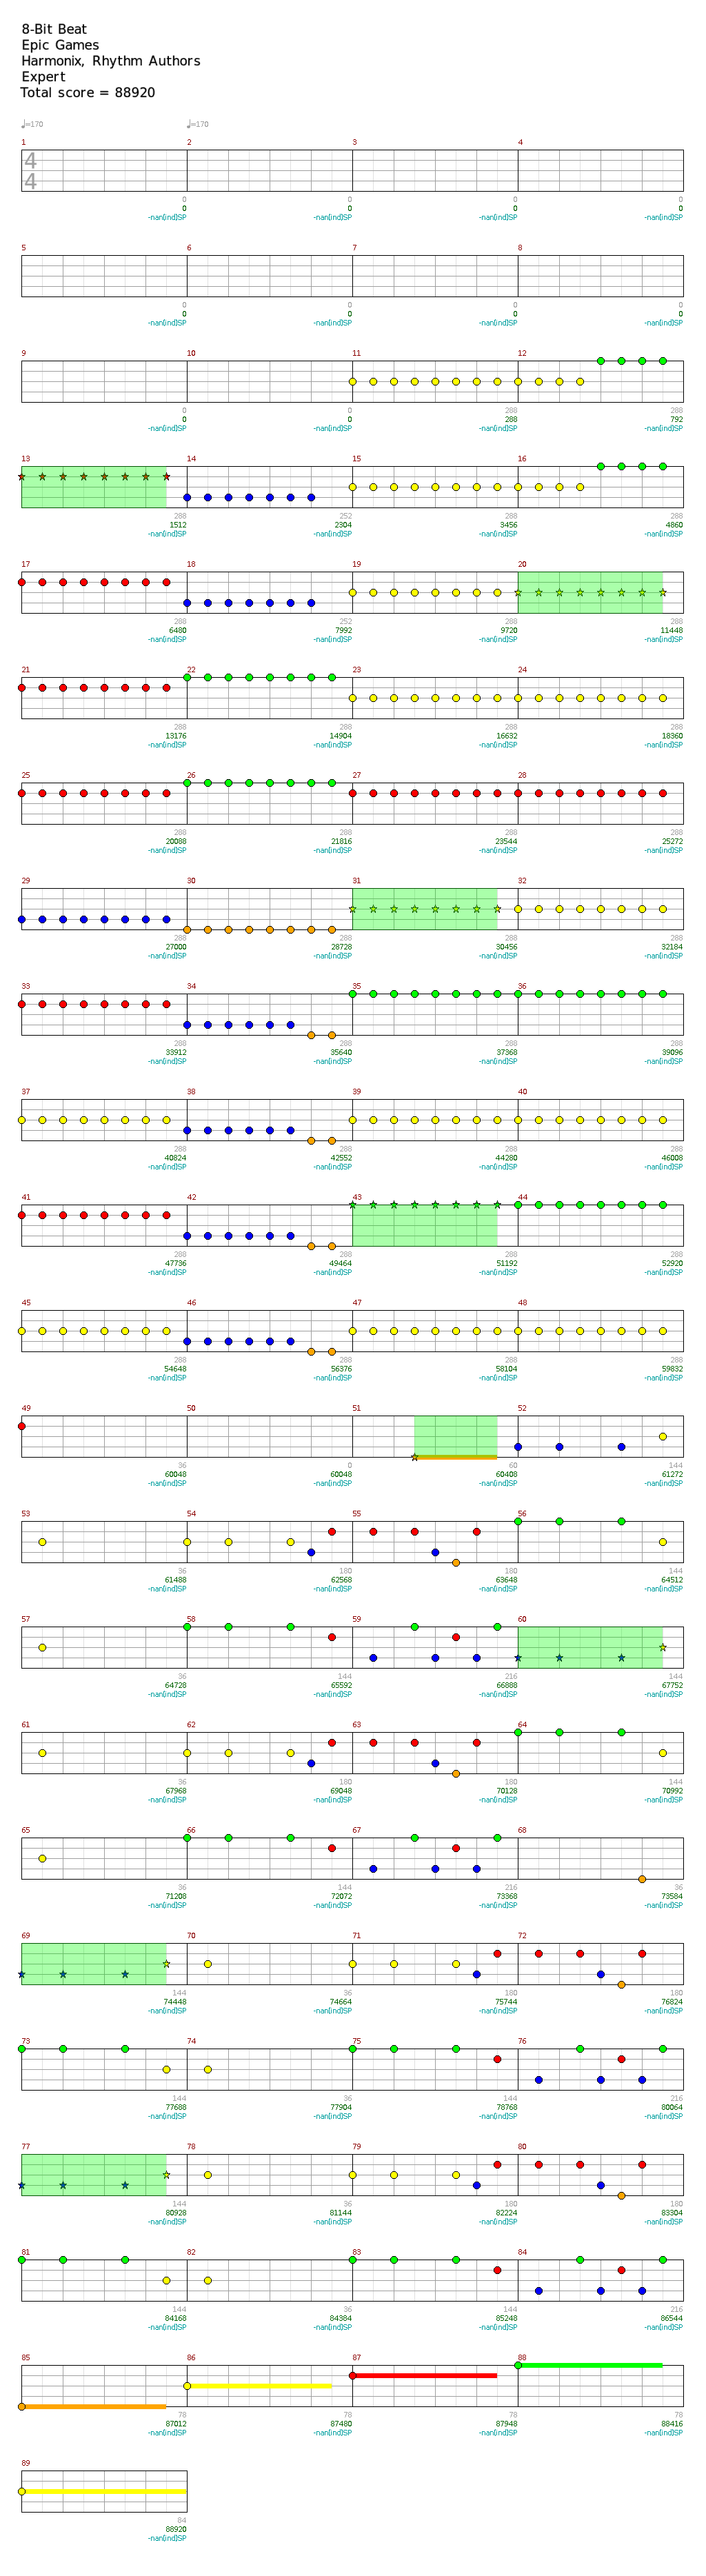 8-Bit Beat
Epic Games
Harmonix, Rhythm Authors
Expert
Total score = 88920
♩=170 ♩=170
1 2 3 4
4
4
0 0 0 0
0 0 0 0
-nan(ind)SP -nan(ind)SP -nan(ind)SP -nan(ind)SP
5 6 7 8
0 0 0 0
0 0 0 0
-nan(ind)SP -nan(ind)SP -nan(ind)SP -nan(ind)SP
9 10 11 12
0 0 288 288
0 0 288 792
-nan(ind)SP -nan(ind)SP -nan(ind)SP -nan(ind)SP
13 14 15 16
288 252 288 288
1512 2304 3456 4860
-nan(ind)SP -nan(ind)SP -nan(ind)SP -nan(ind)SP
17 18 19 20
288 252 288 288
6480 7992 9720 11448
-nan(ind)SP -nan(ind)SP -nan(ind)SP -nan(ind)SP
21 22 23 24
288 288 288 288
13176 14904 16632 18360
-nan(ind)SP -nan(ind)SP -nan(ind)SP -nan(ind)SP
25 26 27 28
288 288 288 288
20088 21816 23544 25272
-nan(ind)SP -nan(ind)SP -nan(ind)SP -nan(ind)SP
29 30 31 32
288 288 288 288
27000 28728 30456 32184
-nan(ind)SP -nan(ind)SP -nan(ind)SP -nan(ind)SP
33 34 35 36
288 288 288 288
33912 35640 37368 39096
-nan(ind)SP -nan(ind)SP -nan(ind)SP -nan(ind)SP
37 38 39 40
288 288 288 288
40824 42552 44280 46008
-nan(ind)SP -nan(ind)SP -nan(ind)SP -nan(ind)SP
41 42 43 44
288 288 288 288
47736 49464 51192 52920
-nan(ind)SP -nan(ind)SP -nan(ind)SP -nan(ind)SP
45 46 47 48
288 288 288 288
54648 56376 58104 59832
-nan(ind)SP -nan(ind)SP -nan(ind)SP -nan(ind)SP
49 50 51 52
36 0 60 144
60048 60048 60408 61272
-nan(ind)SP -nan(ind)SP -nan(ind)SP -nan(ind)SP
53 54 55 56
36 180 180 144
61488 62568 63648 64512
-nan(ind)SP -nan(ind)SP -nan(ind)SP -nan(ind)SP
57 58 59 60
36 144 216 144
64728 65592 66888 67752
-nan(ind)SP -nan(ind)SP -nan(ind)SP -nan(ind)SP
61 62 63 64
36 180 180 144
67968 69048 70128 70992
-nan(ind)SP -nan(ind)SP -nan(ind)SP -nan(ind)SP
65 66 67 68
36 144 216 36
71208 72072 73368 73584
-nan(ind)SP -nan(ind)SP -nan(ind)SP -nan(ind)SP
69 70 71 72
144 36 180 180
74448 74664 75744 76824
-nan(ind)SP -nan(ind)SP -nan(ind)SP -nan(ind)SP
73 74 75 76
144 36 144 216
77688 77904 78768 80064
-nan(ind)SP -nan(ind)SP -nan(ind)SP -nan(ind)SP
77 78 79 80
144 36 180 180
80928 81144 82224 83304
-nan(ind)SP -nan(ind)SP -nan(ind)SP -nan(ind)SP
81 82 83 84
144 36 144 216
84168 84384 85248 86544
-nan(ind)SP -nan(ind)SP -nan(ind)SP -nan(ind)SP
85 86 87 88
78 78 78 78
87012 87480 87948 88416
-nan(ind)SP -nan(ind)SP -nan(ind)SP -nan(ind)SP
89
84
88920
-nan(ind)SP